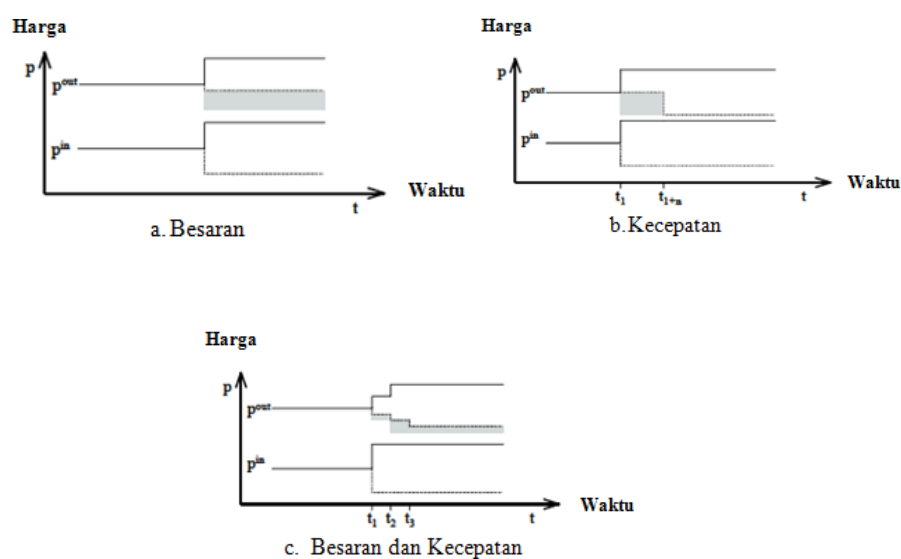 Harga
p
p^out
p^in
Waktu
t
a. Besaran
Harga
p
p^out
p^in
Waktu
t₁ t₁₊ₙ t
b.Kecepatan
Harga
p
p^out
p^in
Waktu
t₁ t₂ t₃ t
c. Besaran dan Kecepatan